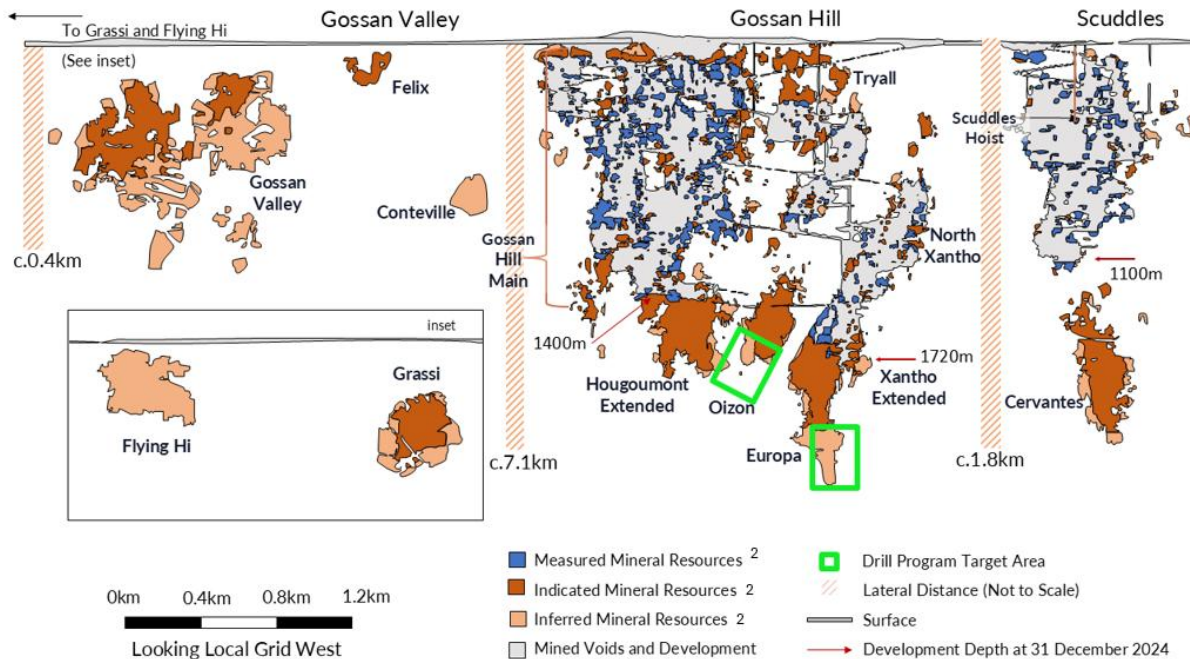 Gossan Valley
Gossan Hill
Scuddles
To Grassi and Flying Hi
(See inset)
Felix
Tryall
Scuddles
Hoist
Gossan
Valley
Conteville
Gossan
Hill
Main
North
Xantho
c.0.4km
1100m
inset
1400m
1720m
Grassi
Hougoumont
Extended
Oizon
Xantho
Extended
Cervantes
Flying Hi
c.7.1km
Europa
c.1.8km
Measured Mineral Resources 2
Indicated Mineral Resources 2
Inferred Mineral Resources 2
Mined Voids and Development
Drill Program Target Area
Lateral Distance (Not to Scale)
Surface
Development Depth at 31 December 2024
0km 0.4km 0.8km 1.2km
Looking Local Grid West